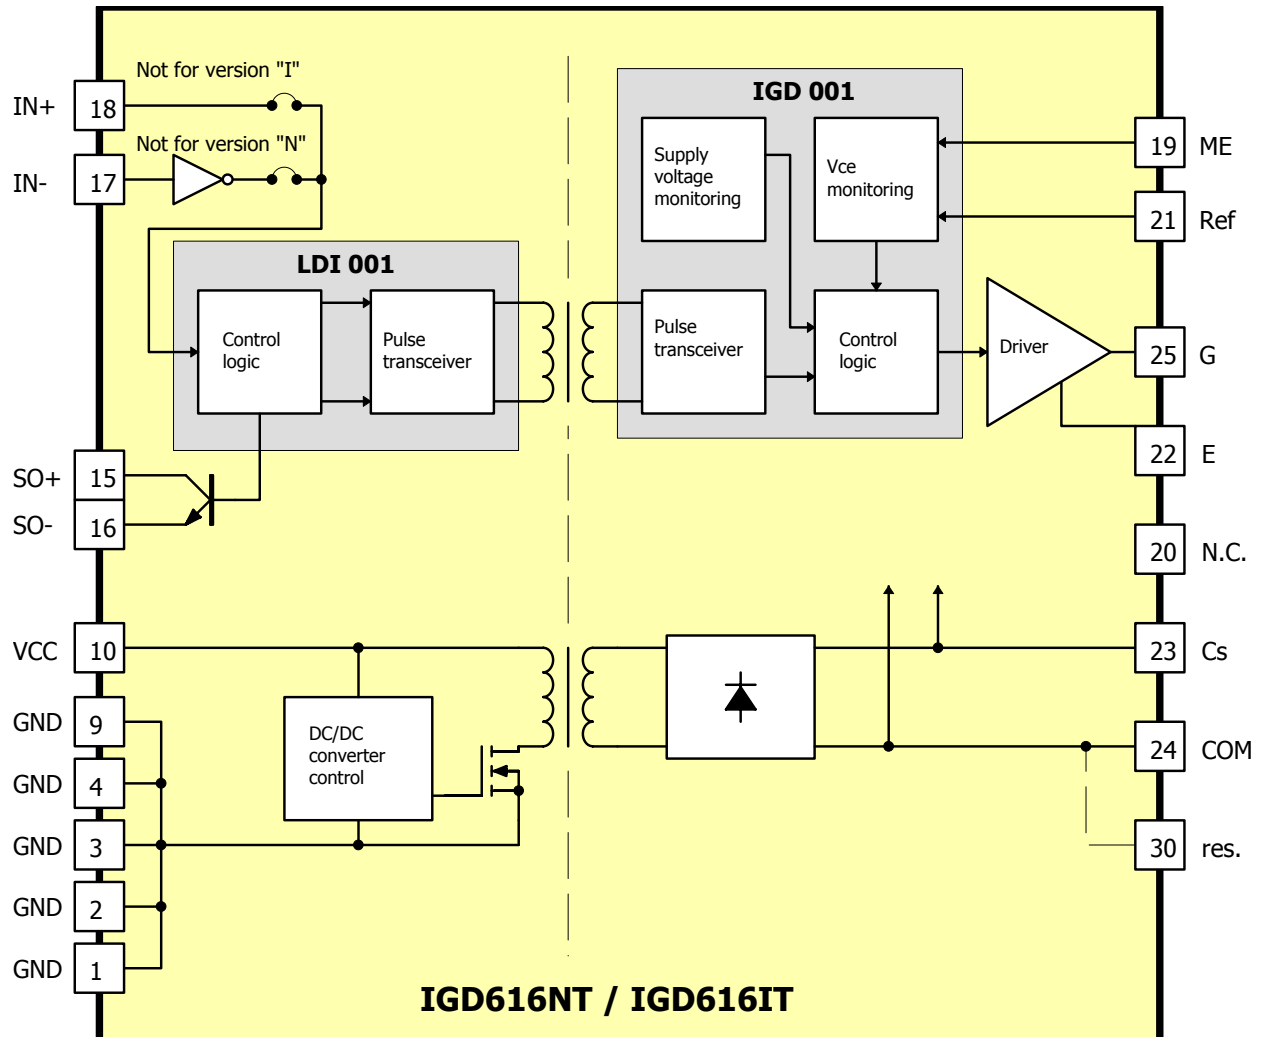 Not for version "I"
IN+
18
Not for version "N"
IN-
17
LDI 001
Control
logic
Pulse
transceiver
SO+
15
SO-
16
VCC
10
GND
9
GND
4
GND
3
GND
2
GND
1
DC/DC
converter
control
IGD 001
Supply
voltage
monitoring
Vce
monitoring
Pulse
transceiver
Control
logic
Driver
19
ME
21
Ref
25
G
22
E
20
N.C.
23
Cs
24
COM
30
res.
IGD616NT / IGD616IT